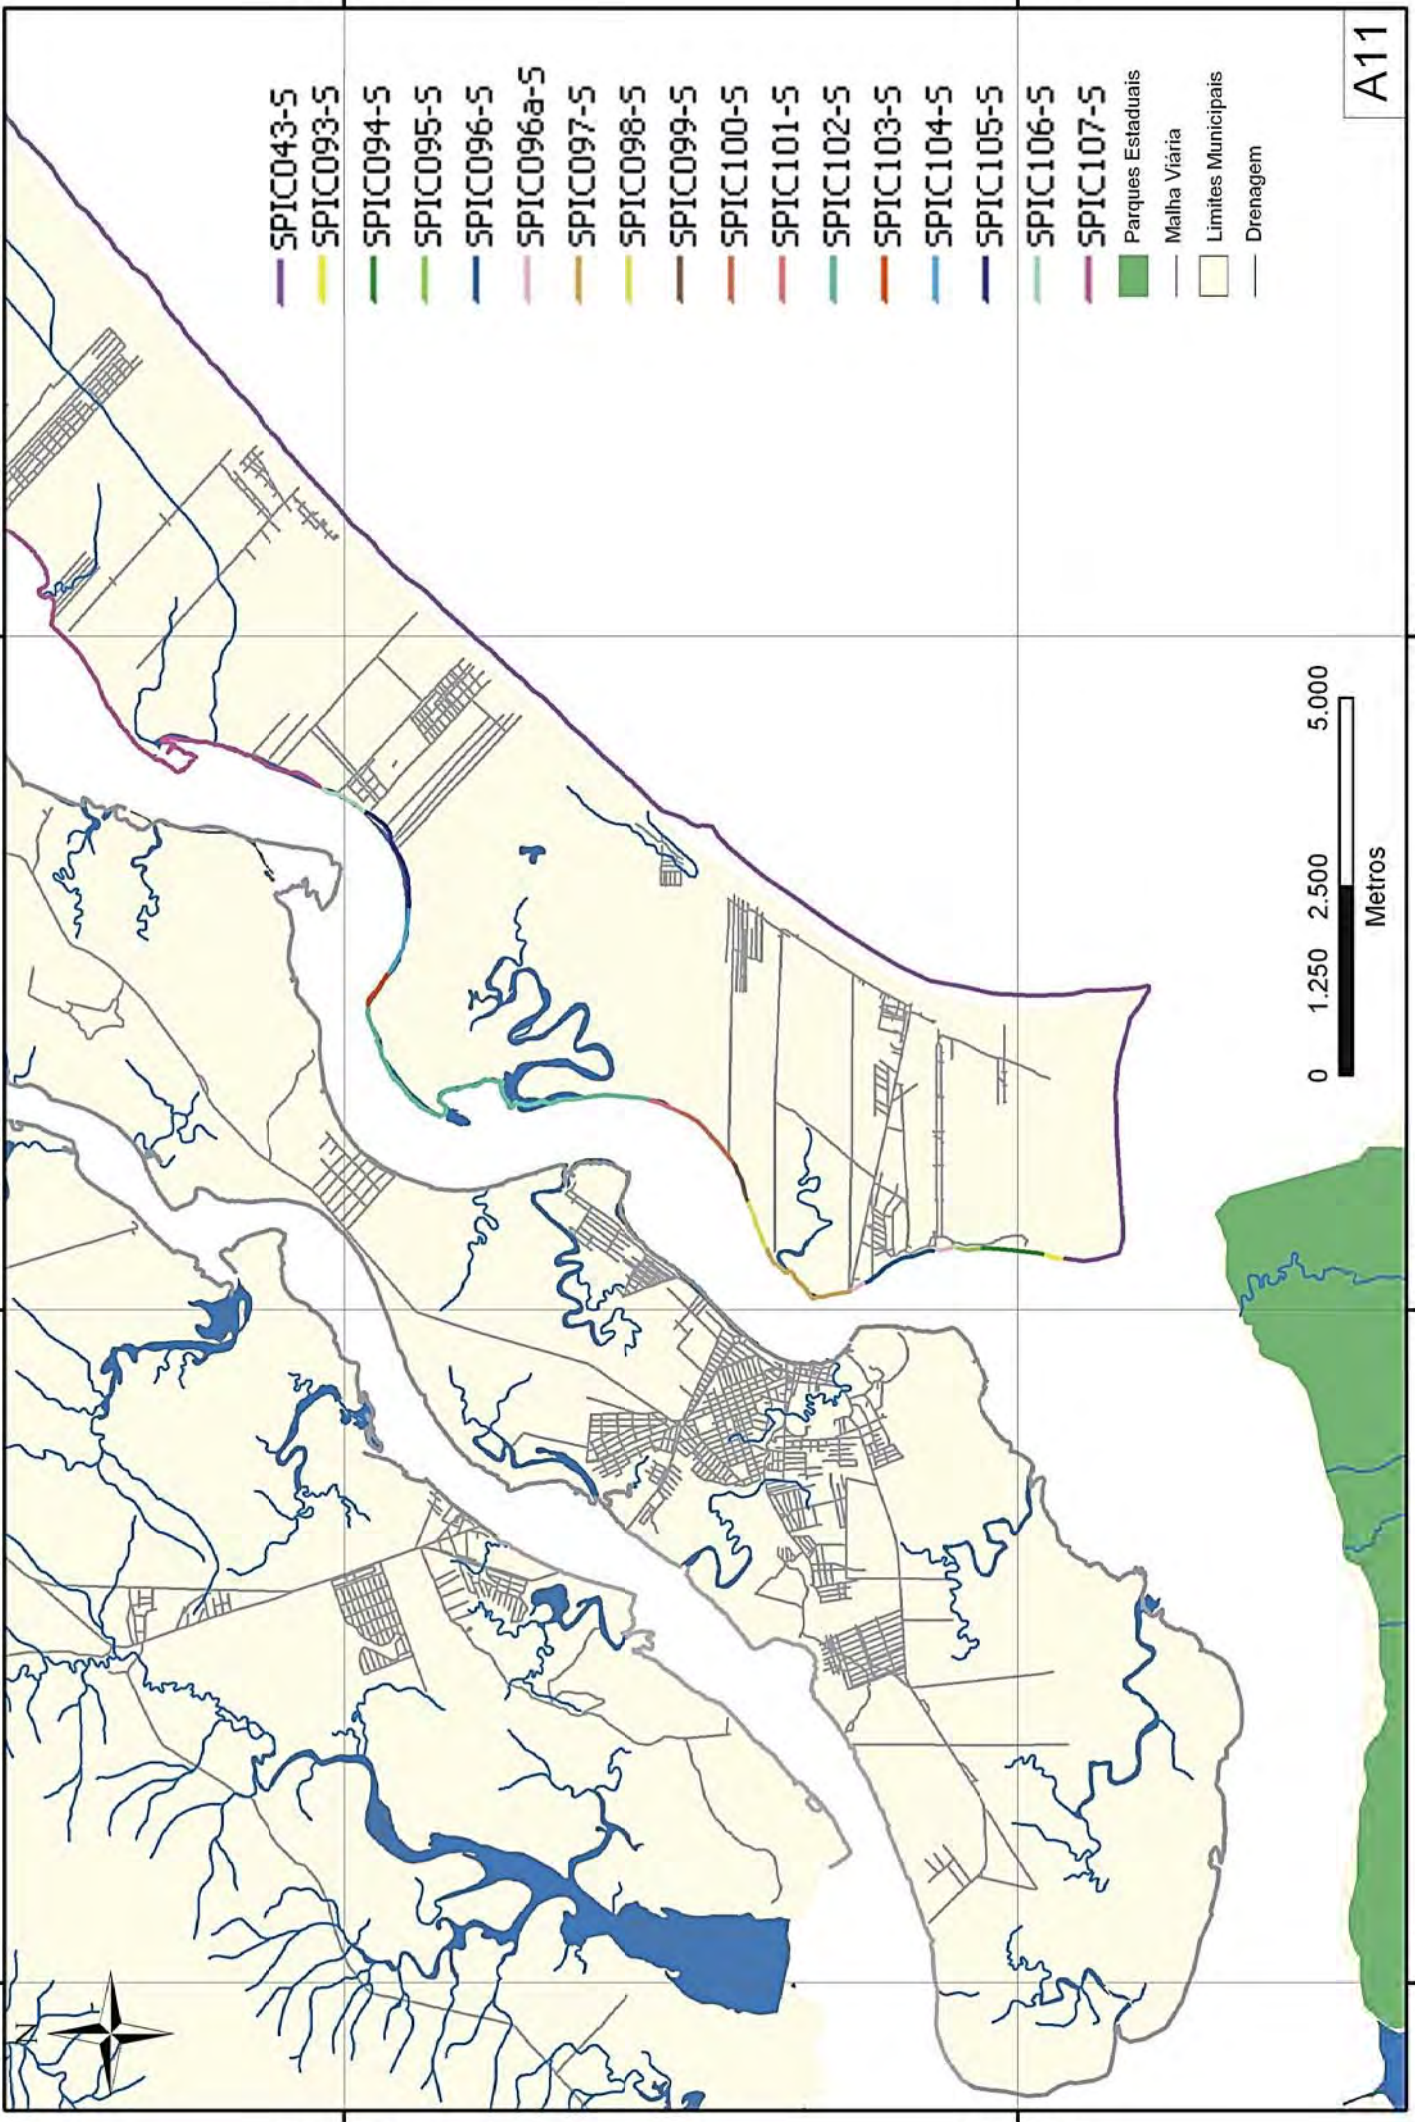 SPIC043-S
SPIC093-S
SPIC094-S
SPIC095-S
SPIC096-S
SPIC096a-S
SPIC097-S
SPIC098-S
SPIC099-S
SPIC100-S
SPIC101-S
SPIC102-S
SPIC103-S
SPIC104-S
SPIC105-S
SPIC106-S
SPIC107-S
Parques Estaduais
Malha Viária
Limites Municipais
Drenagem
0 1.250 2.500 5.000
Metros
A11
N